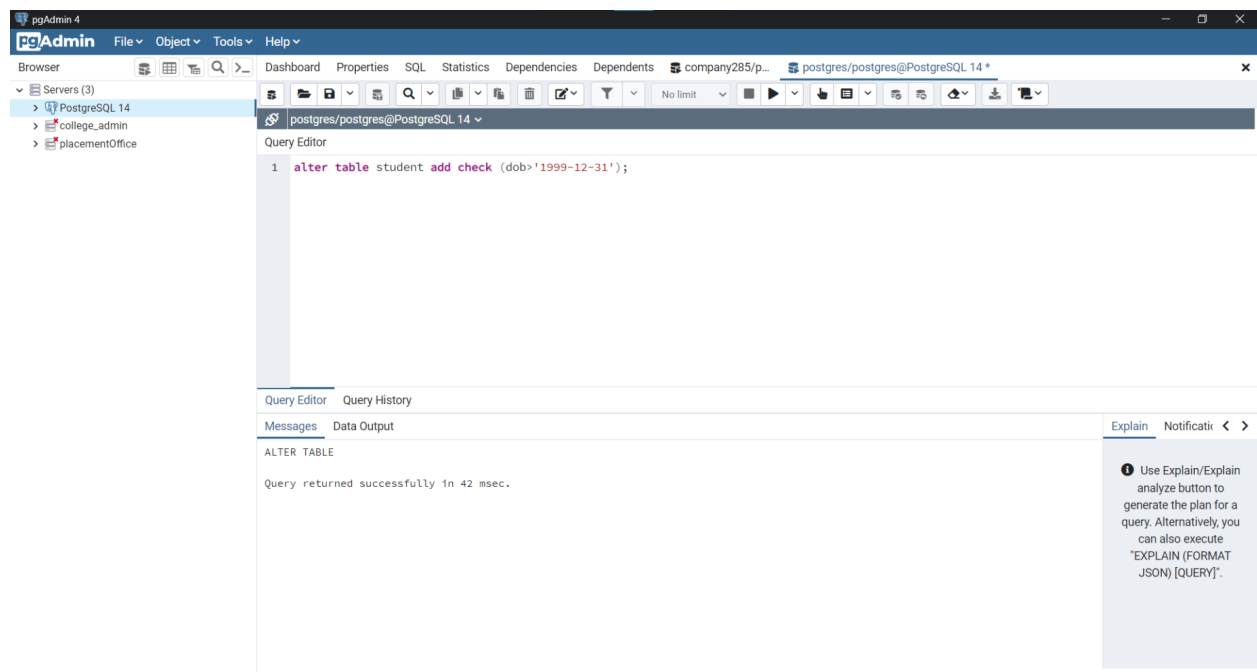 pgAdmin 4
pgAdmin File Object Tools Help
Browser
Dashboard Properties SQL Statistics Dependencies Dependents company285/p... postgres/postgres@PostgreSQL 14 *
Servers (3)
PostgreSQL 14
college_admin
placementOffice
No limit
postgres/postgres@PostgreSQL 14
Query Editor
1 alter table student add check (dob>'1999-12-31');
Query Editor Query History
Messages Data Output
Explain Notificatic
ALTER TABLE
Query returned successfully in 42 msec.
Use Explain/Explain
analyze button to
generate the plan for a
query. Alternatively, you
can also execute
"EXPLAIN (FORMAT
JSON) [QUERY]".